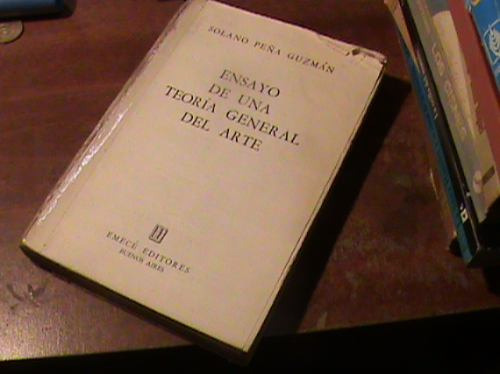 SOLANO PEÑA GUZMÁN
ENSAYO
DE UNA
TEORÍA GENERAL
DEL ARTE
EMECÉ EDITORES
BUENOS AIRES